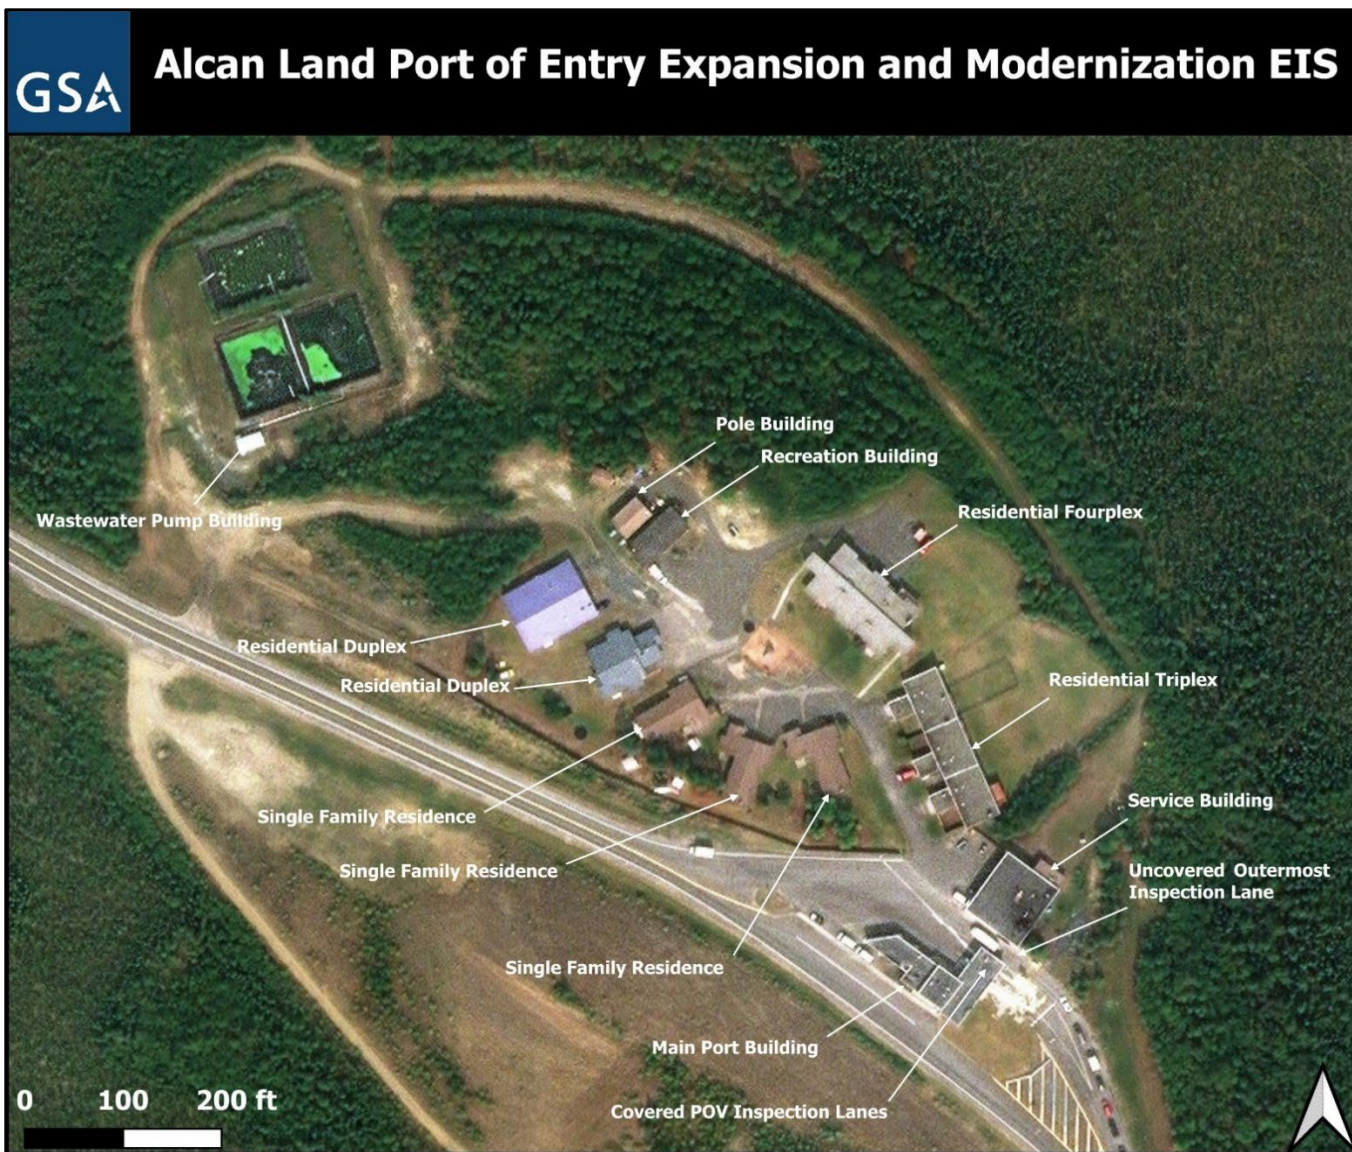 GSA
Alcan Land Port of Entry Expansion and Modernization EIS
Pole Building
Recreation Building
Wastewater Pump Building
Residential Fourplex
Residential Duplex
Residential Duplex
Residential Triplex
Single Family Residence
Service Building
Single Family Residence
Uncovered Outermost
Inspection Lane
Single Family Residence
Main Port Building
Covered POV Inspection Lanes
0 100 200 ft